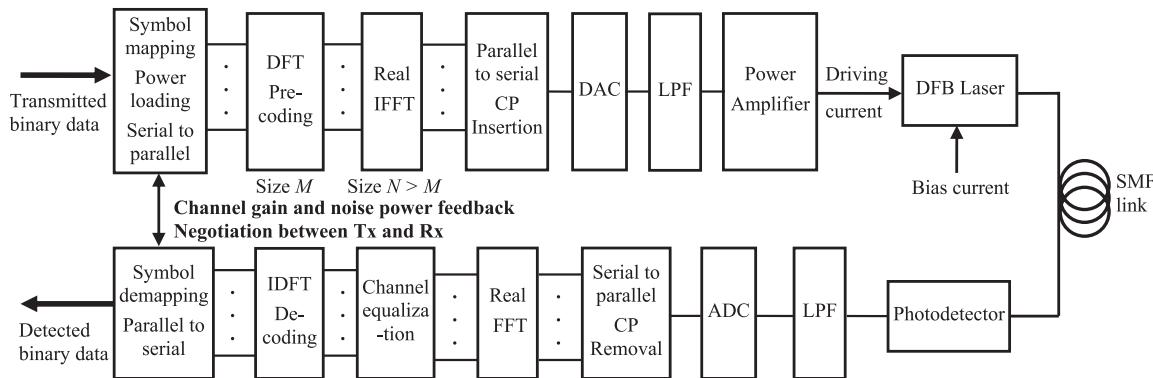 Transmitted
binary data
Symbol
mapping
Power
loading
Serial to
parallel
DFT
Pre-
coding
Size M
Real
IFFT
Size N > M
Parallel
to serial
CP
Insertion
DAC
LPF
Power
Amplifier
Driving
current
DFB Laser
Bias current
SMF
link
Channel gain and noise power feedback
Negotiation between Tx and Rx
Detected
binary data
Symbol
demapping
Parallel to
serial
IDFT
De-
coding
Channel
equaliza-
-tion
Real
FFT
Serial to
parallel
CP
Removal
ADC
LPF
Photodetector